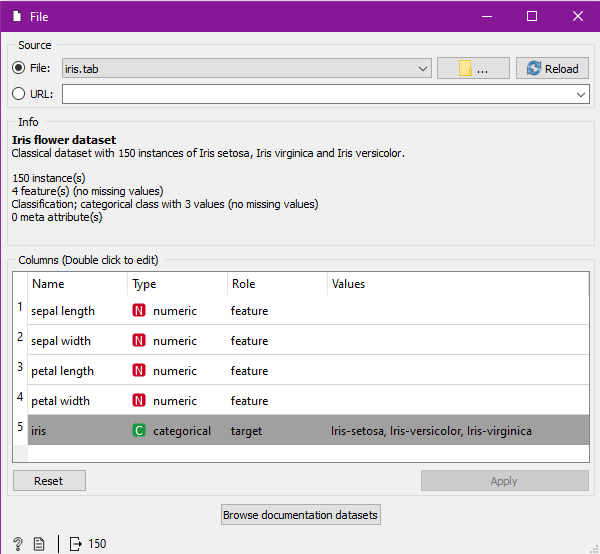 File
Source
File: iris.tab ... Reload
URL:
Info
Iris flower dataset
Classical dataset with 150 instances of Iris setosa, Iris virginica and Iris versicolor.
150 instance(s)
4 feature(s) (no missing values)
Classification; categorical class with 3 values (no missing values)
0 meta attribute(s)
Columns (Double click to edit)
Name Type Role Values
1 sepal length N numeric feature
2 sepal width N numeric feature
3 petal length N numeric feature
4 petal width N numeric feature
5 iris C categorical target Iris-setosa, Iris-versicolor, Iris-virginica
Reset Apply
Browse documentation datasets
? 150